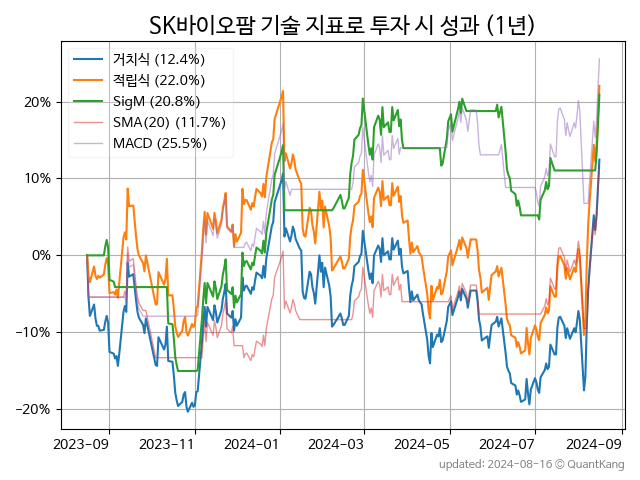 SK바이오팜 기술 지표로 투자 시 성과 (1년)
거치식 (12.4%)
적립식 (22.0%)
SigM (20.8%)
SMA(20) (11.7%)
MACD (25.5%)
20%
10%
0%
−10%
−20%
2023-09 2023-11 2024-01 2024-03 2024-05 2024-07 2024-09
updated: 2024-08-16 © QuantKang